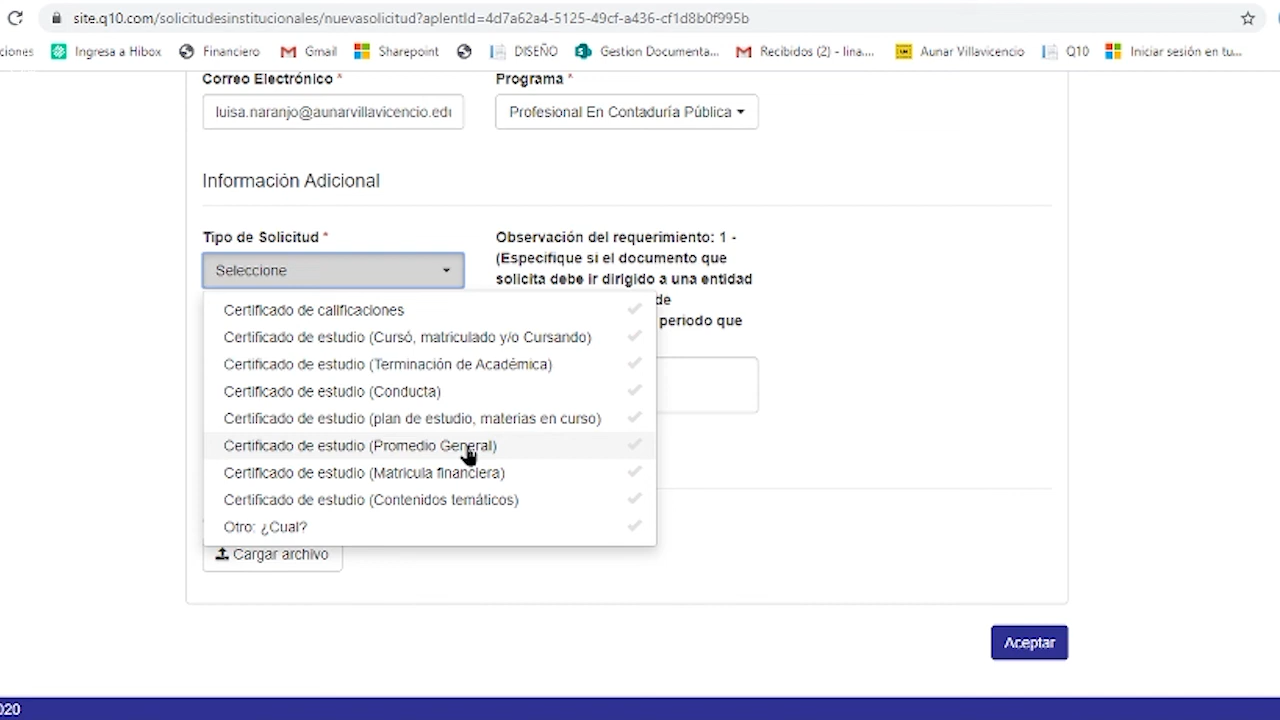 site.q10.com/solicitudesinstitucionales/nuevasolicitud?aplentId=4d7a62a4-5125-49cf-a436-cf1d8b0f995b
ciones Ingresa a Hibox Financiero Gmail Sharepoint DISEÑO Gestion Documenta... Recibidos (2) - lina.... Aunar Villavicencio Q10 Iniciar sesión en tu...
Correo Electrónico * Programa *
luisa.naranjo@aunarvillavicencio.edu Profesional En Contaduría Pública
Información Adicional
Tipo de Solicitud * Observación del requerimiento: 1 -
(Especifique si el documento que
Seleccione solicita debe ir dirigido a una entidad
de
periodo que
Certificado de calificaciones
Certificado de estudio (Cursó, matriculado y/o Cursando)
Certificado de estudio (Terminación de Académica)
Certificado de estudio (Conducta)
Certificado de estudio (plan de estudio, materias en curso)
Certificado de estudio (Promedio General)
Certificado de estudio (Matricula financiera)
Certificado de estudio (Contenidos temáticos)
Otro: ¿Cual?
Cargar archivo
Aceptar
020